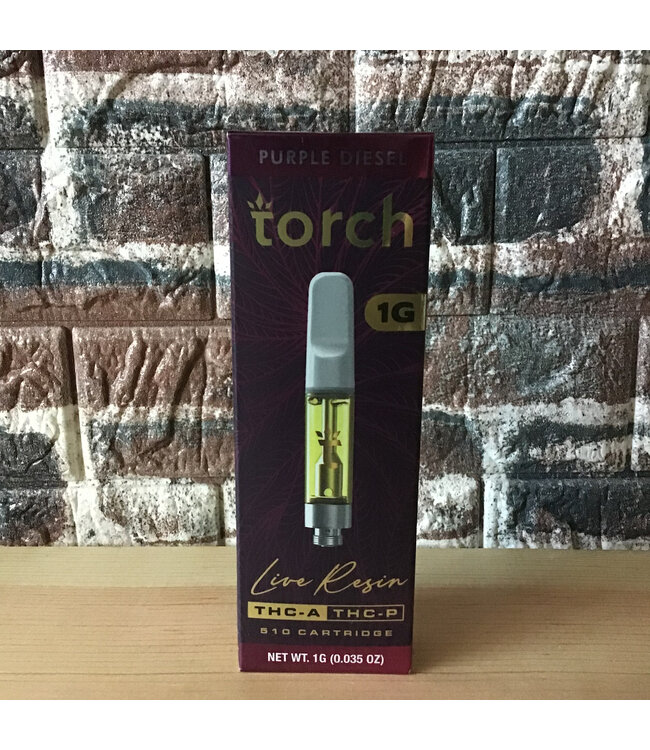 PURPLE DIESEL
torch
1G
Live Resin
THC-A THC-P
510 CARTRIDGE
NET WT. 1G (0.035 OZ)